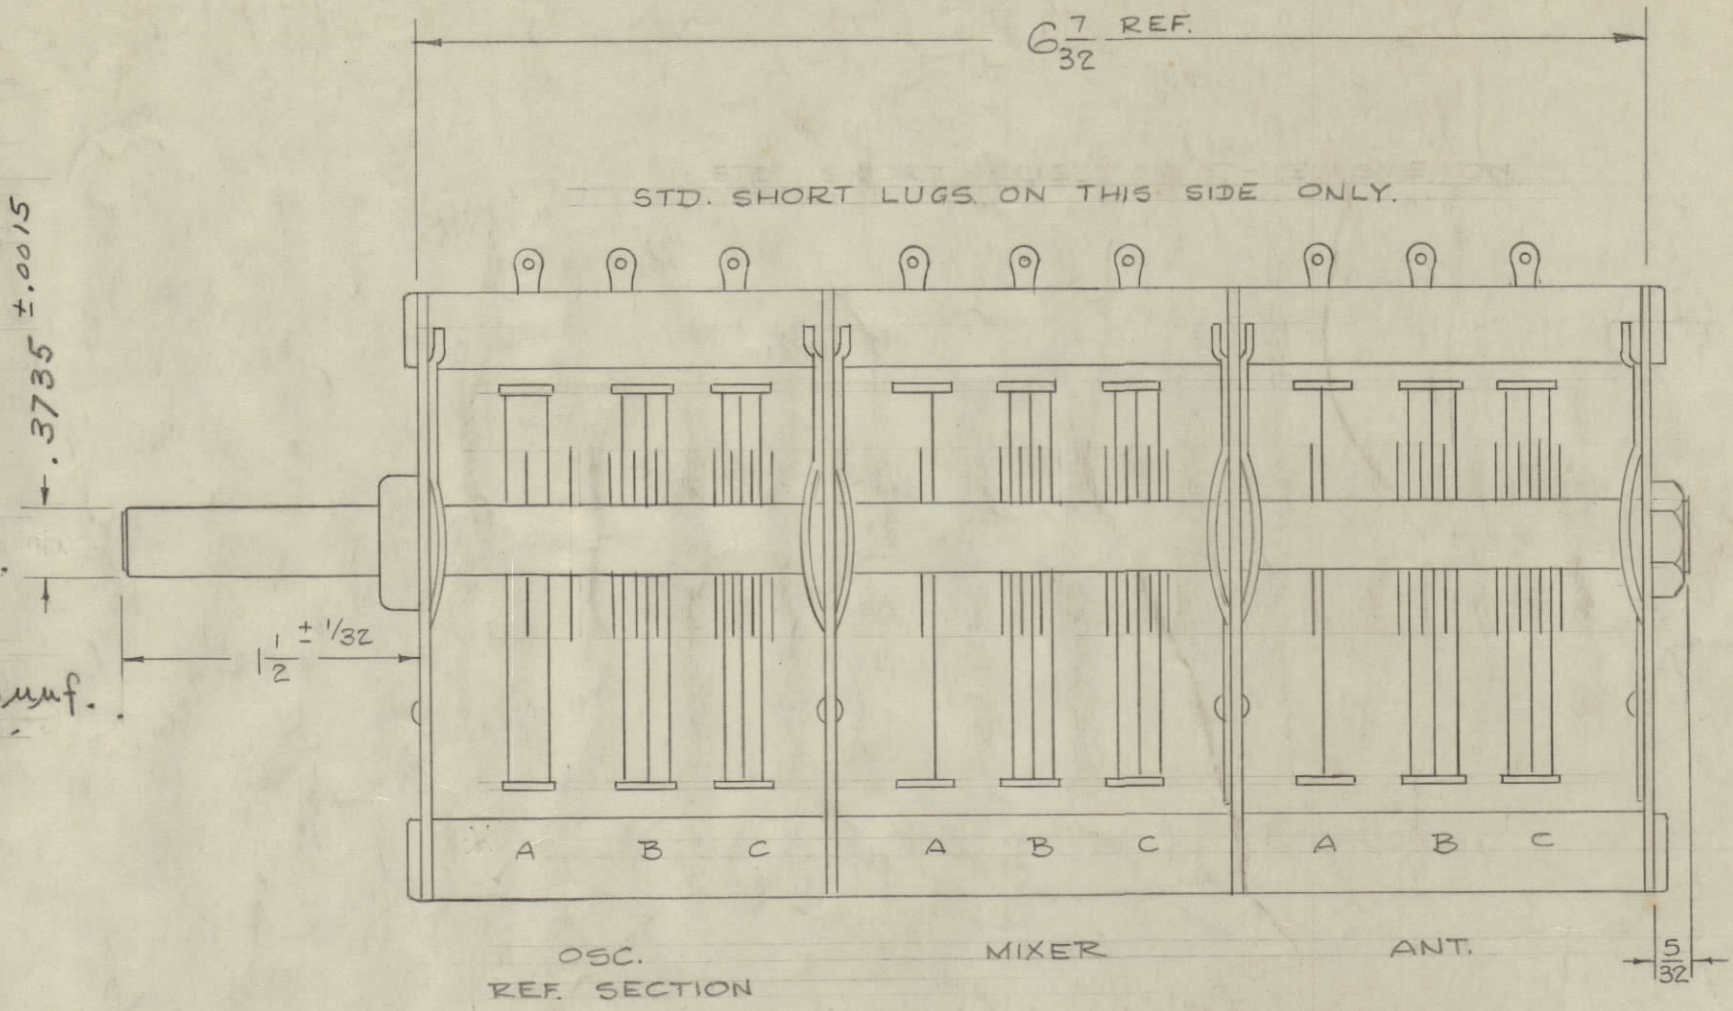 6 7/32 REF.
STD. SHORT LUGS ON THIS SIDE ONLY.
.3735 ±.0015
1 1/2 ± 1/32
uuf.
A B C A B C A B C
OSC. MIXER ANT.
REF. SECTION
5/32